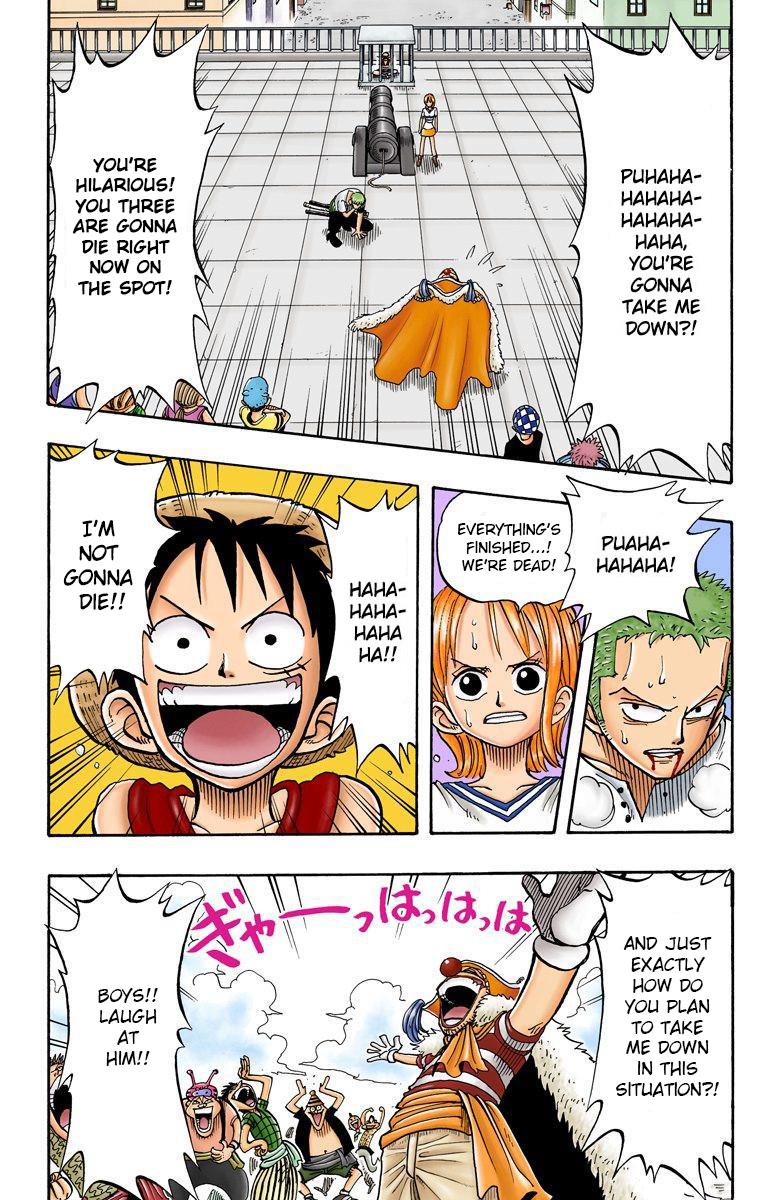 PUHAHA-
HAHAHA-
HAHAHA-
HAHA,
YOU'RE
GONNA
TAKE ME
DOWN?!
YOU'RE
HILARIOUS!
YOU THREE
ARE GONNA
DIE RIGHT
NOW ON
THE SPOT!
PUAHA-
HAHAHA!
EVERYTHING'S
FINISHED...!
WE'RE DEAD!
HAHA-
HAHA-
HAHA
HA!!
I'M
NOT
GONNA
DIE!!
AND JUST
EXACTLY
HOW DO
YOU PLAN
TO TAKE
ME DOWN
IN THIS
SITUATION?!
ぎゃーっはっはっは
BOYS!!
LAUGH
AT
HIM!!